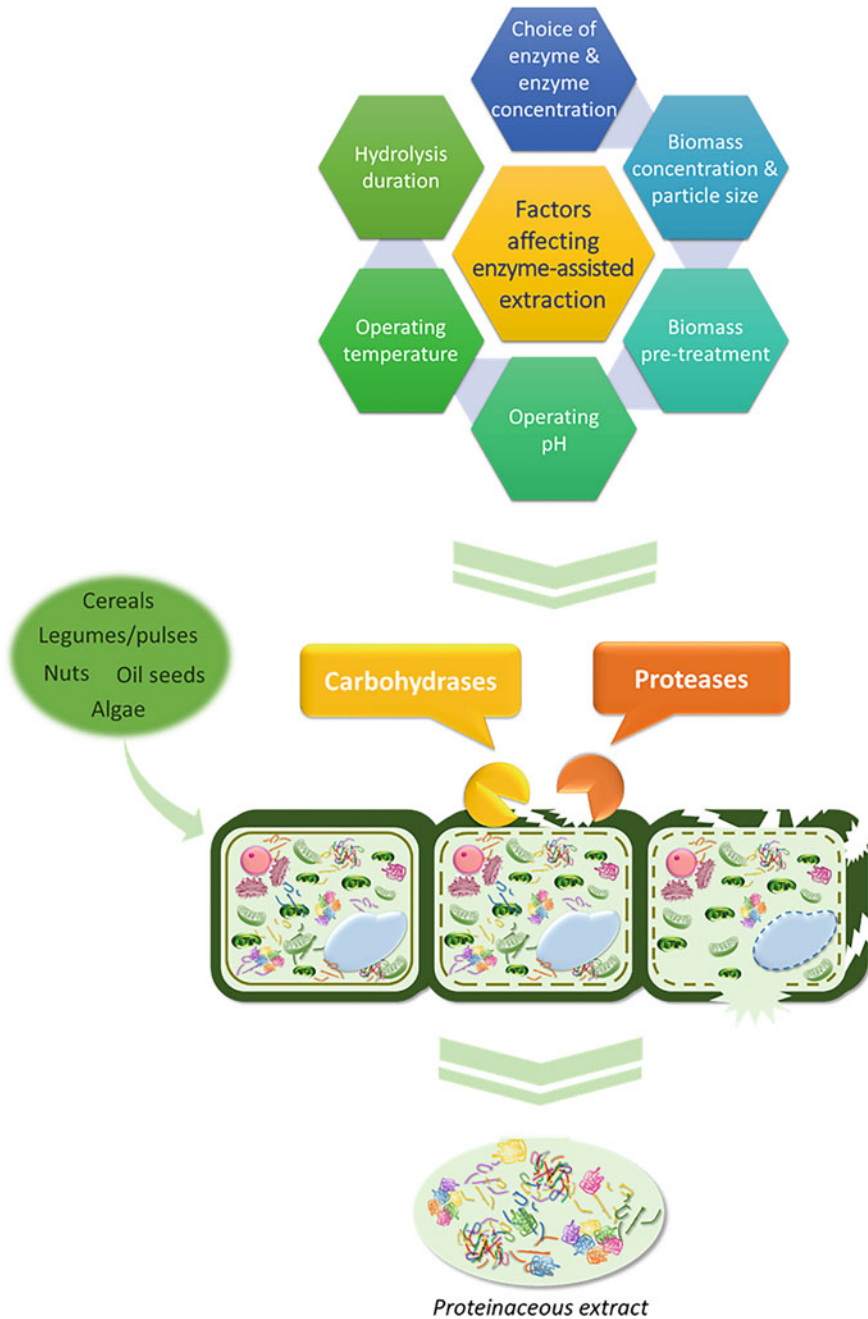 Choice of
enzyme &
enzyme
concentration
Hydrolysis
duration
Biomass
concentration &
particle size
Factors
affecting
enzyme-assisted
extraction
Operating
temperature
Biomass
pre-treatment
Operating
pH
Cereals
Legumes/pulses
Nuts Oil seeds
Algae
Carbohydrases
Proteases
Proteinaceous extract